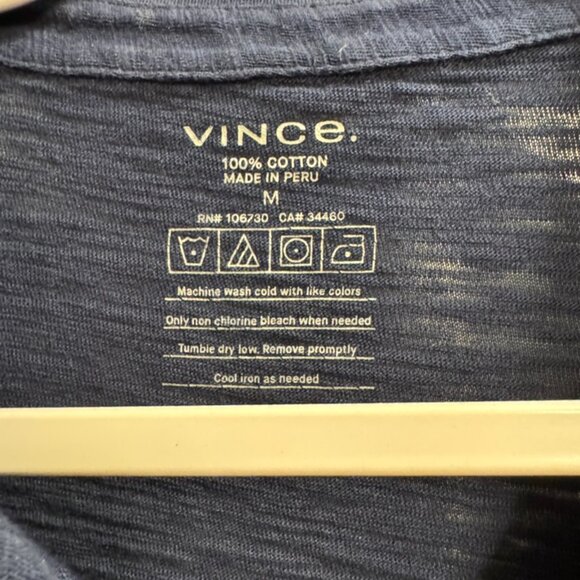 VINCe.
100% COTTON
MADE IN PERU
M
RN# 106730 CA# 34460
Machine wash cold with like colors
Only non chlorine bleach when needed
Tumble dry low. Remove promptly
Cool iron as needed